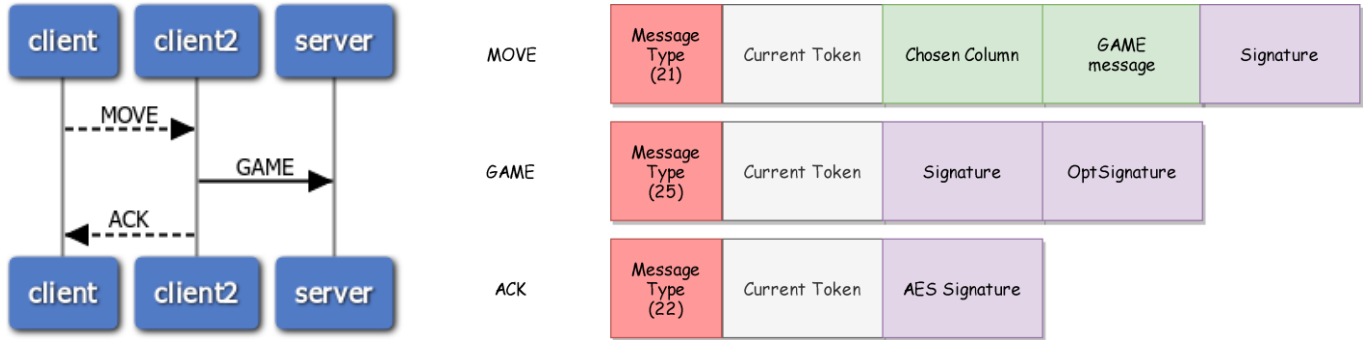 client client2 server
MOVE
GAME
ACK
client client2 server
MOVE
Message
Type
(21)
Current Token
Chosen Column
GAME
message
Signature
GAME
Message
Type
(25)
Current Token
Signature
OptSignature
ACK
Message
Type
(22)
Current Token
AES Signature